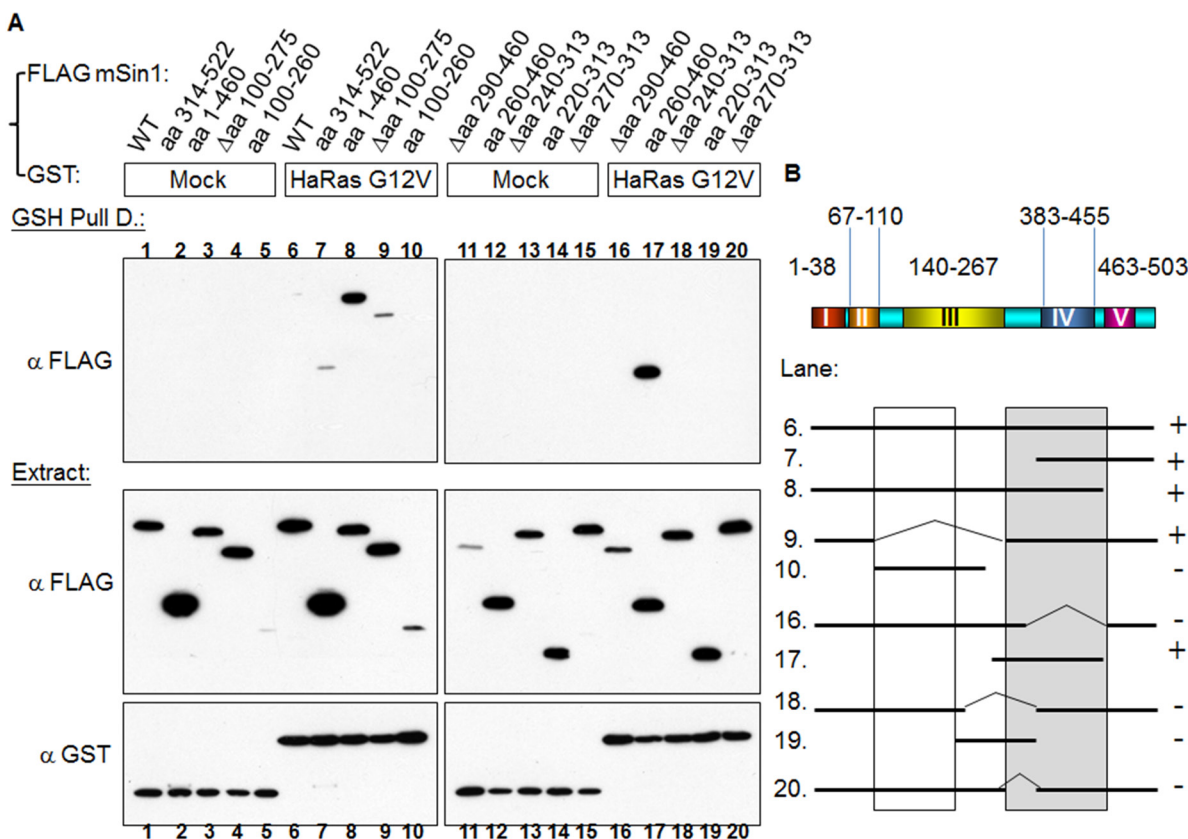 A
FLAG mSin1:
WT
aa 314-522
aa 1-460
Δaa 100-275
aa 100-260
WT
aa 314-522
aa 1-460
Δaa 100-275
aa 100-260
Δaa 290-460
aa 260-460
Δaa 240-313
aa 220-313
Δaa 270-313
Δaa 290-460
aa 260-460
Δaa 240-313
aa 220-313
Δaa 270-313
GST:
Mock
HaRas G12V
Mock
HaRas G12V
GSH Pull D.:
1 2 3 4 5 6 7 8 9 10
11 12 13 14 15 16 17 18 19 20
α FLAG
Extract:
α FLAG
α GST
1 2 3 4 5 6 7 8 9 10
11 12 13 14 15 16 17 18 19 20
B
67-110
383-455
1-38
140-267
463-503
I II III IV V
Lane:
6. +
7. +
8. +
9. +
10. -
16. -
17. +
18. -
19. -
20. -